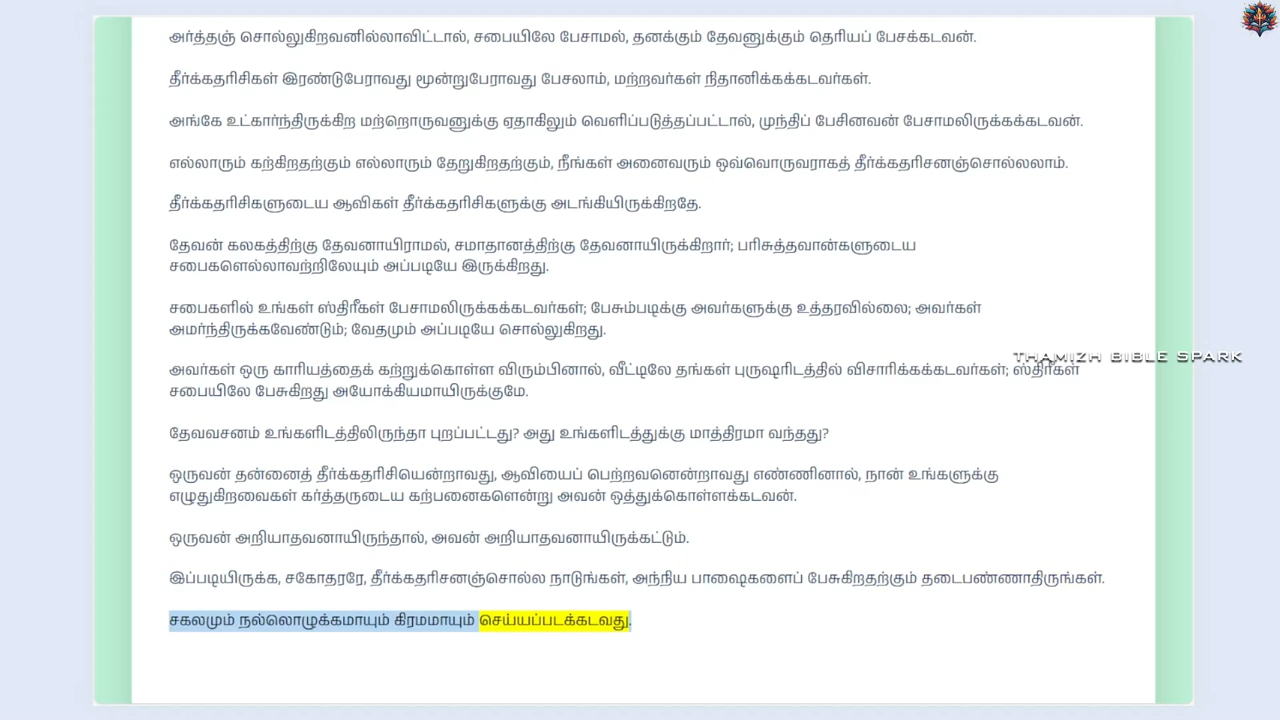 அர்த்தஞ் சொல்லுகிறவனில்லாவிட்டால், சபையிலே பேசாமல், தனக்கும் தேவனுக்கும் தெரியப் பேசக்கடவன்.
தீர்க்கதரிசிகள் இரண்டுபேராவது மூன்றுபேராவது பேசலாம், மற்றவர்கள் நிதானிக்கக்கடவர்கள்.
அங்கே உட்கார்ந்திருக்கிற மற்றொருவனுக்கு ஏதாகிலும் வெளிப்படுத்தப்பட்டால், முந்திப் பேசினவன் பேசாமலிருக்கக்கடவன்.
எல்லாரும் கற்கிறதற்கும் எல்லாரும் தேறுகிறதற்கும், நீங்கள் அனைவரும் ஒவ்வொருவராகத் தீர்க்கதரிசனஞ்சொல்லலாம்.
தீர்க்கதரிசிகளுடைய ஆவிகள் தீர்க்கதரிசிகளுக்கு அடங்கியிருக்கிறதே.
தேவன் கலகத்திற்கு தேவனாயிராமல், சமாதானத்திற்கு தேவனாயிருக்கிறார்; பரிசுத்தவான்களுடைய
சபைகளெல்லாவற்றிலேயும் அப்படியே இருக்கிறது.
சபைகளில் உங்கள் ஸ்திரீகள் பேசாமலிருக்கக்கடவர்கள்; பேசும்படிக்கு அவர்களுக்கு உத்தரவில்லை; அவர்கள்
அமர்ந்திருக்கவேண்டும்; வேதமும் அப்படியே சொல்லுகிறது.
THAMIZH BIBLE SPARK
அவர்கள் ஒரு காரியத்தைக் கற்றுக்கொள்ள விரும்பினால், வீட்டிலே தங்கள் புருஷரிடத்தில் விசாரிக்கக்கடவர்கள்; ஸ்திரீகள்
சபையிலே பேசுகிறது அயோக்கியமாயிருக்குமே.
தேவவசனம் உங்களிடத்திலிருந்தா புறப்பட்டது? அது உங்களிடத்துக்கு மாத்திரமா வந்தது?
ஒருவன் தன்னைத் தீர்க்கதரிசியென்றாவது, ஆவியைப் பெற்றவனென்றாவது எண்ணினால், நான் உங்களுக்கு
எழுதுகிறவைகள் கர்த்தருடைய கற்பனைகளென்று அவன் ஒத்துக்கொள்ளக்கடவன்.
ஒருவன் அறியாதவனாயிருந்தால், அவன் அறியாதவனாயிருக்கட்டும்.
இப்படியிருக்க, சகோதரரே, தீர்க்கதரிசனஞ்சொல்ல நாடுங்கள், அந்நிய பாஷைகளைப் பேசுகிறதற்கும் தடைபண்ணாதிருங்கள்.
சகலமும் நல்லொழுக்கமாயும் கிரமமாயும் செய்யப்படக்கடவது.